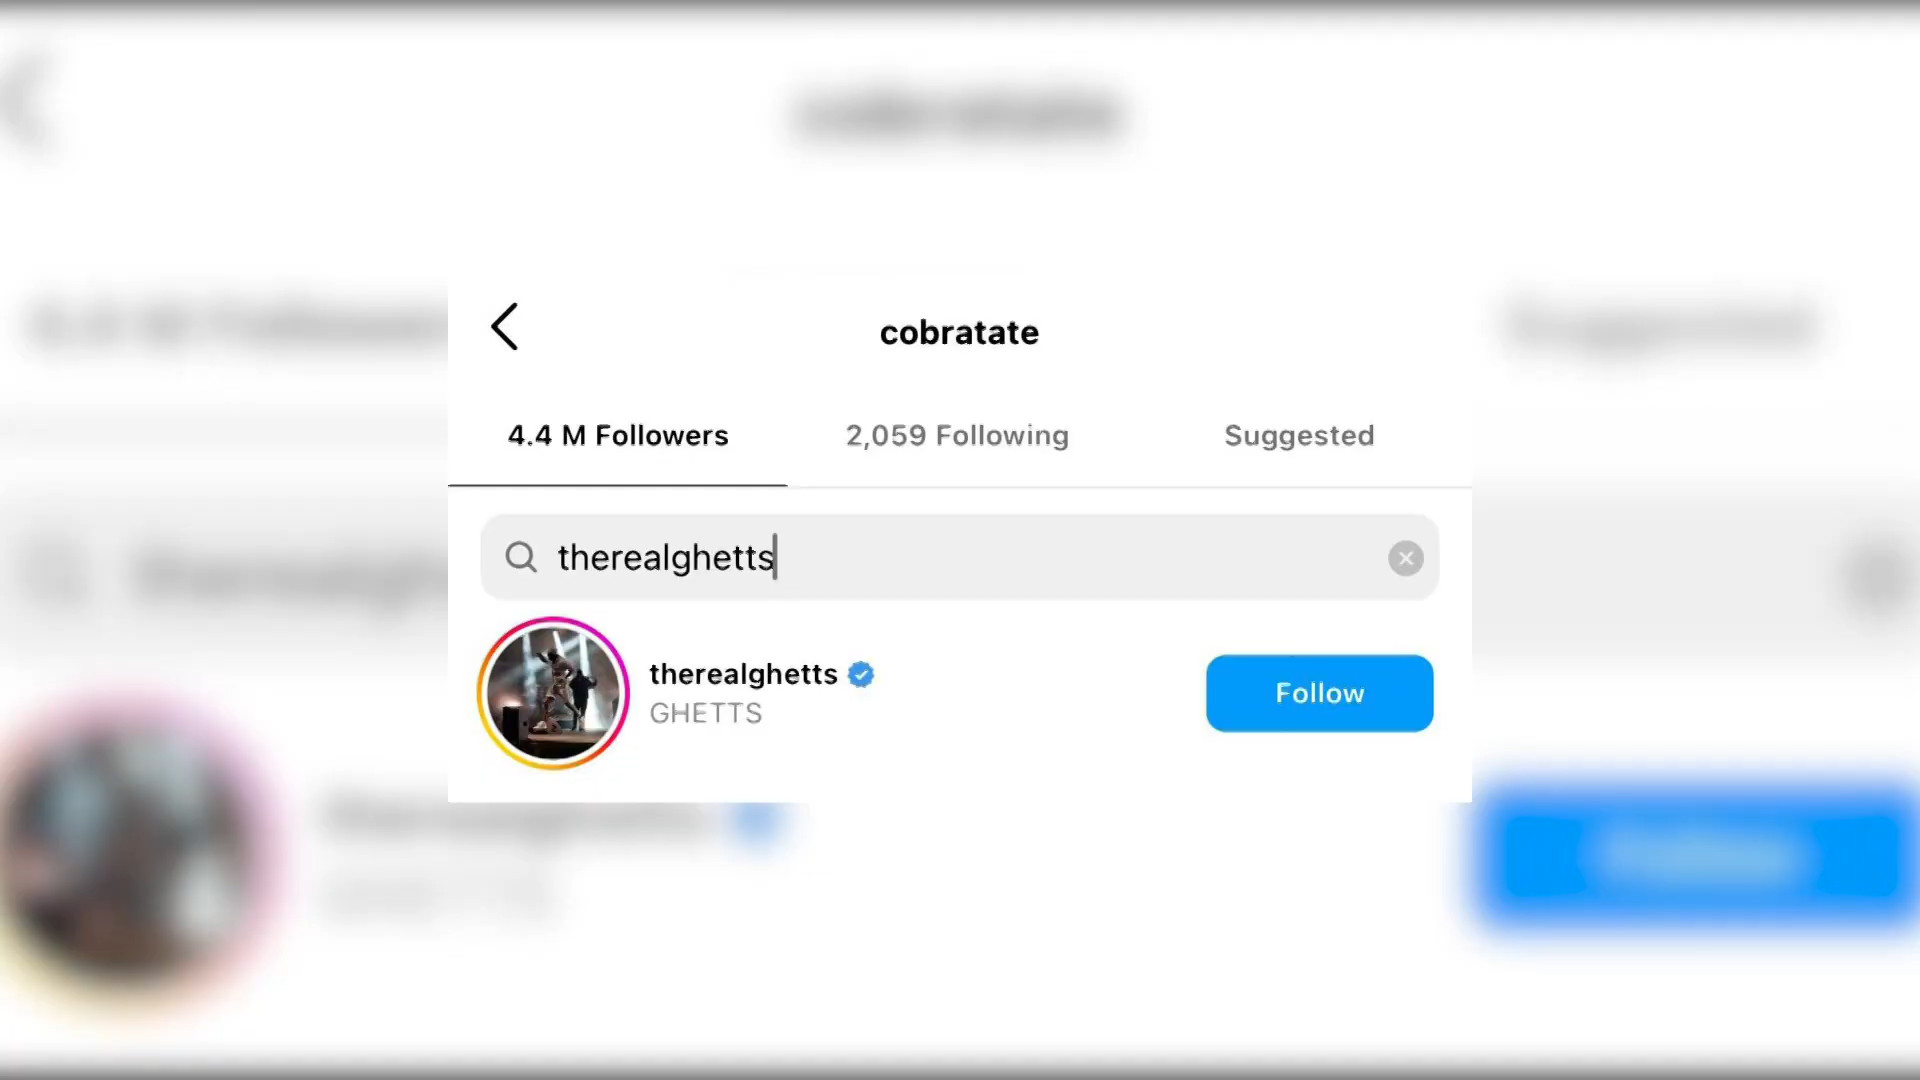 cobratate
4.4 M Followers 2,059 Following Suggested
therealghetts
therealghetts
GHETTS
Follow